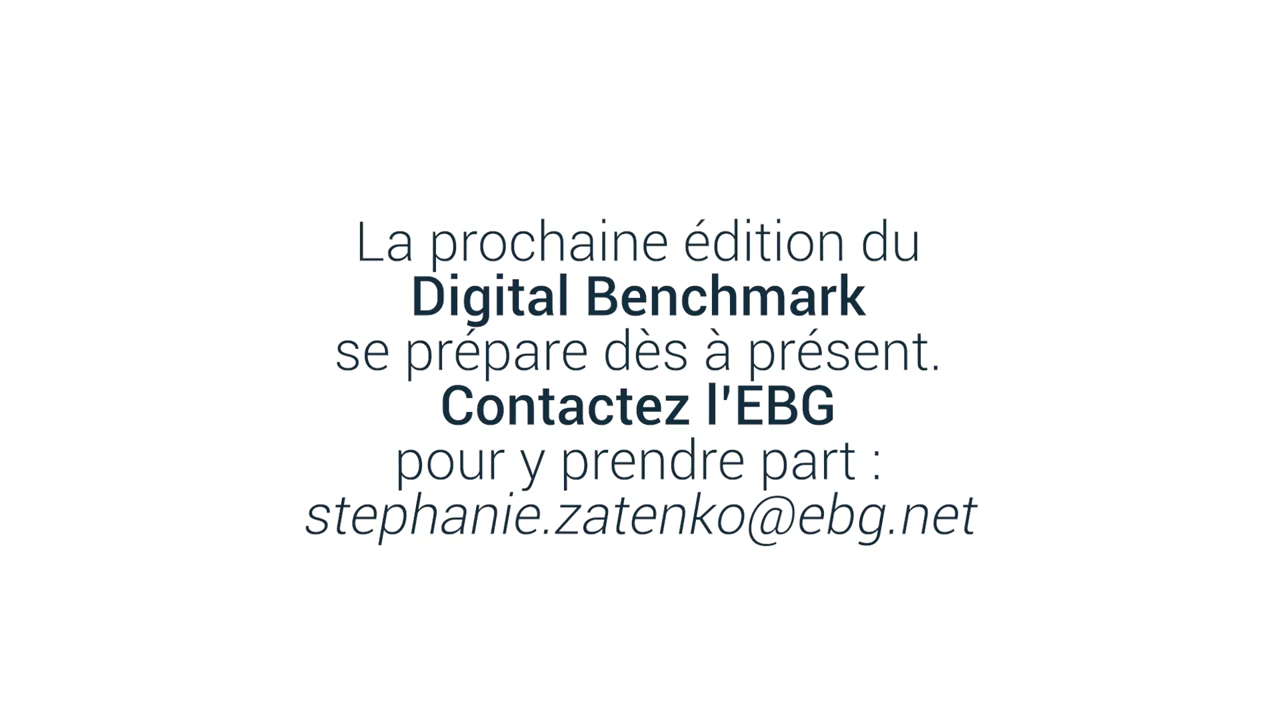 La prochaine édition du
Digital Benchmark
se prépare dès à présent.
Contactez l'EBG
pour y prendre part :
stephanie.zatenko@ebg.net